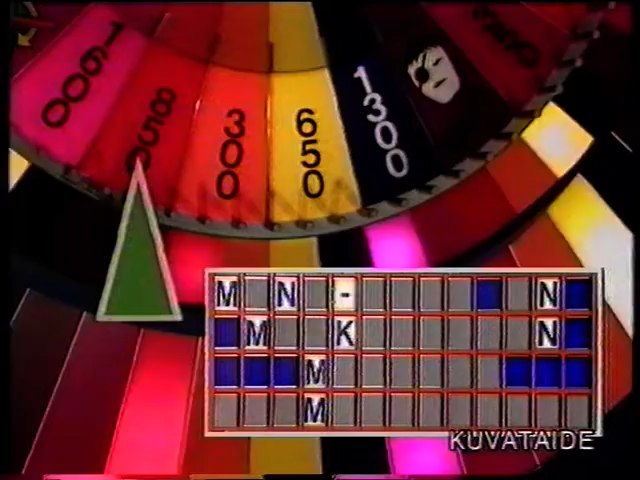 1600
850
300
650
1300
M N - N
M K N
M
M
KUVATAIDE